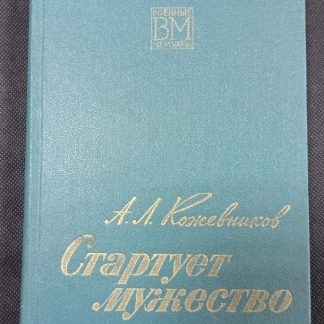 ВОЕННЫЕ
ВМ
МЕМУАРЫ
А. Л. Кожевников
Стартует
мужество